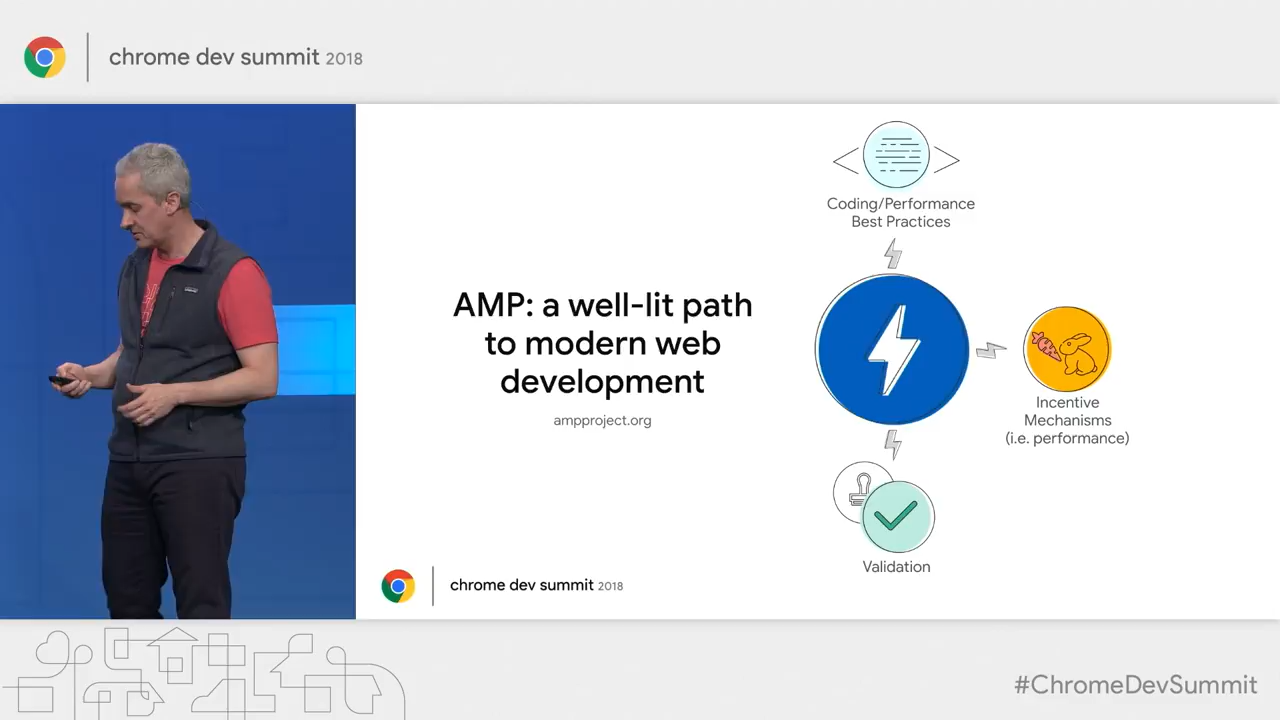 chrome dev summit 2018
Coding/Performance
Best Practices
AMP: a well-lit path
to modern web
development
ampproject.org
Incentive
Mechanisms
(i.e. performance)
Validation
chrome dev summit 2018
#ChromeDevSummit